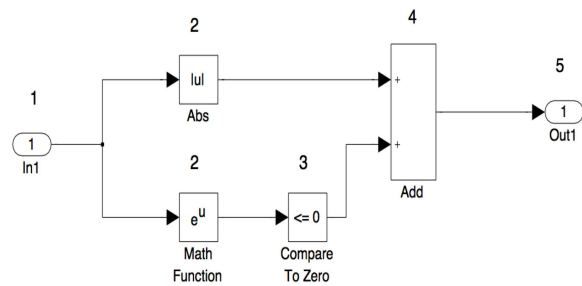 4
2
5
1
|u|
+
Abs
1
Out1
1
In1
+
2
3
Add
e^u
<= 0
Math
Function
Compare
To Zero